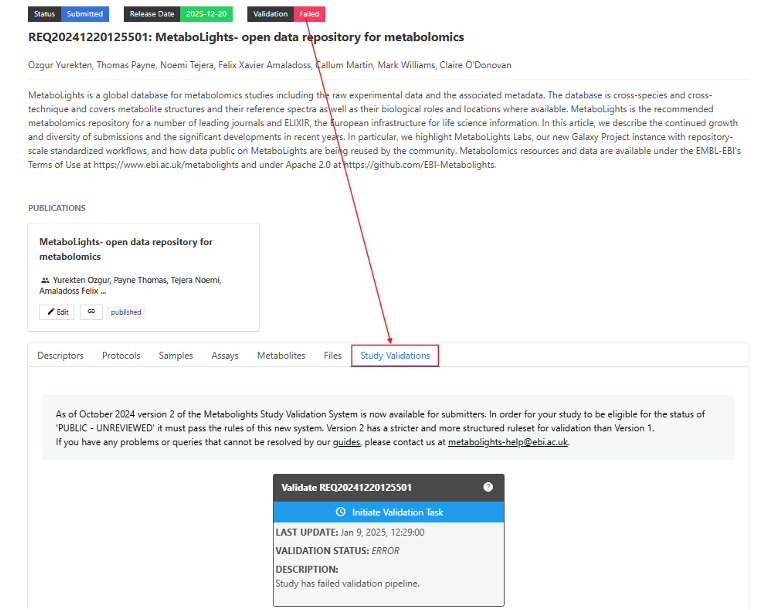 Status Submitted Release Date 2025-12-20 Validation Failed
REQ20241220125501: MetaboLights- open data repository for metabolomics
Ozgur Yurekten, Thomas Payne, Noemi Tejera, Felix Xavier Amaladoss, Callum Martin, Mark Williams, Claire O'Donovan
MetaboLights is a global database for metabolomics studies including the raw experimental data and the associated metadata. The database is cross-species and cross-
technique and covers metabolite structures and their reference spectra as well as their biological roles and locations where available. MetaboLights is the recommended
metabolomics repository for a number of leading journals and ELIXIR, the European infrastructure for life science information. In this article, we describe the continued growth
and diversity of submissions and the significant developments in recent years. In particular, we highlight MetaboLights Labs, our new Galaxy Project instance with repository-
scale standardized workflows, and how data public on MetaboLights are being reused by the community. Metabolomics resources and data are available under the EMBL-EBI's
Terms of Use at https://www.ebi.ac.uk/metabolights and under Apache 2.0 at https://github.com/EBI-Metabolights.
PUBLICATIONS
MetaboLights- open data repository for
metabolomics
Yurekten Ozgur, Payne Thomas, Tejera Noemi,
Amaladoss Felix ...
Edit published
Descriptors Protocols Samples Assays Metabolites Files Study Validations
As of October 2024 version 2 of the Metabolights Study Validation System is now available for submitters. In order for your study to be eligible for the status of
'PUBLIC - UNREVIEWED' it must pass the rules of this new system. Version 2 has a stricter and more structured ruleset for validation than Version 1.
If you have any problems or queries that cannot be resolved by our guides, please contact us at metabolights-help@ebi.ac.uk.
Validate REQ20241220125501 ?
Initiate Validation Task
LAST UPDATE: Jan 9, 2025, 12:29:00
VALIDATION STATUS: ERROR
DESCRIPTION:
Study has failed validation pipeline.